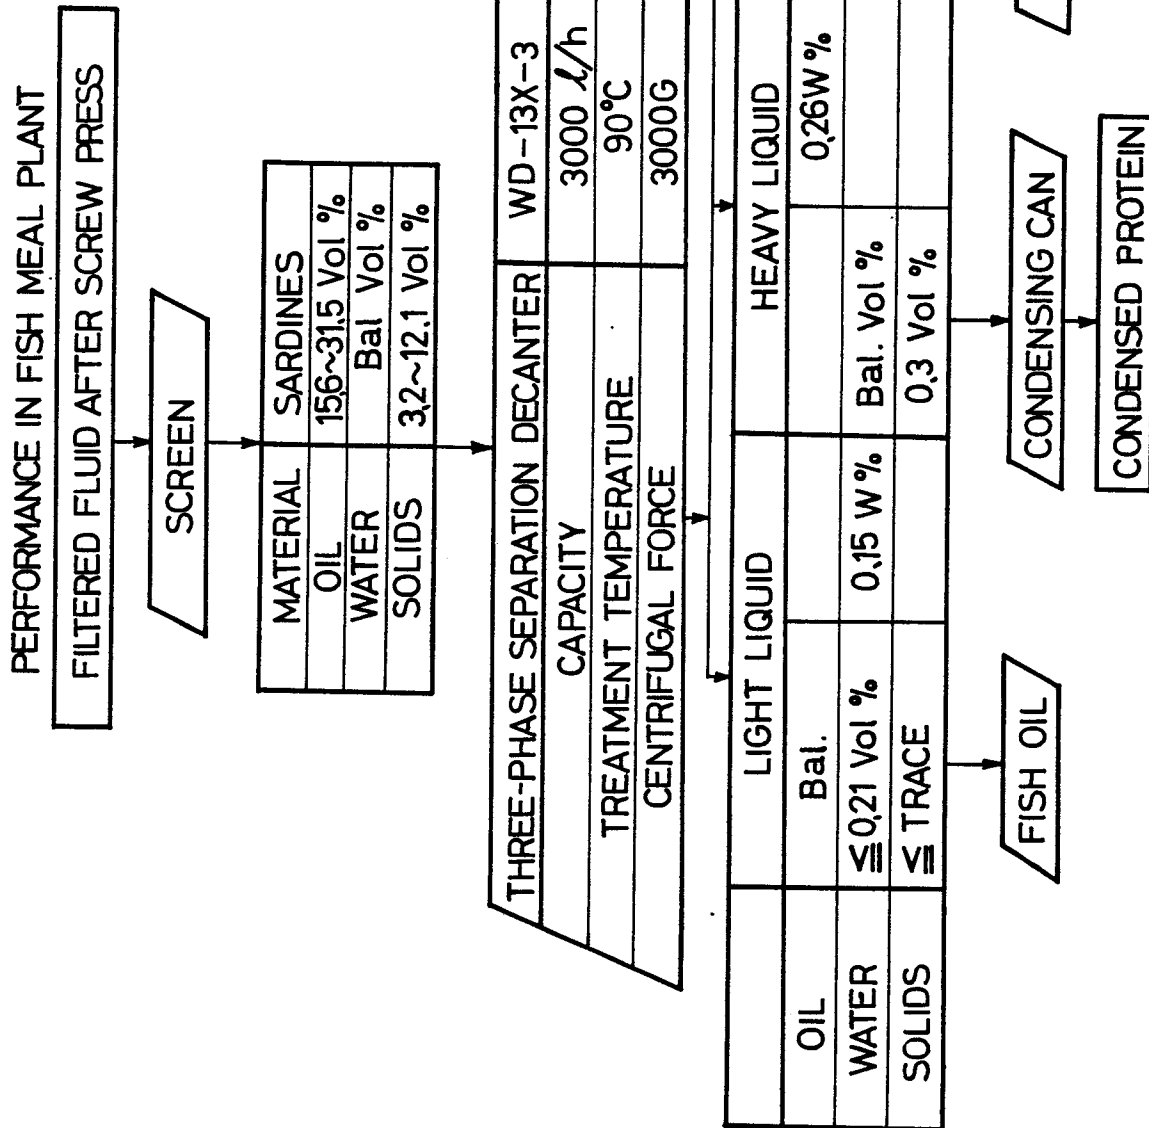 PERFORMANCE IN FISH MEAL PLANT
FILTERED FLUID AFTER SCREW PRESS
SCREEN
MATERIAL SARDINES
OIL 15,6~31,5 Vol %
WATER Bal Vol %
SOLIDS 3,2~12,1 Vol %
THREE-PHASE SEPARATION DECANTER WD-13X-3
CAPACITY 3000 ℓ/h
TREATMENT TEMPERATURE 90°C
CENTRIFUGAL FORCE 3000G
LIGHT LIQUID HEAVY LIQUID
OIL Bal. 0,26W%
WATER ≦0,21 Vol % 0,15 W% Bal. Vol %
SOLIDS ≦ TRACE 0,3 Vol %
FISH OIL CONDENSING CAN
CONDENSED PROTEIN